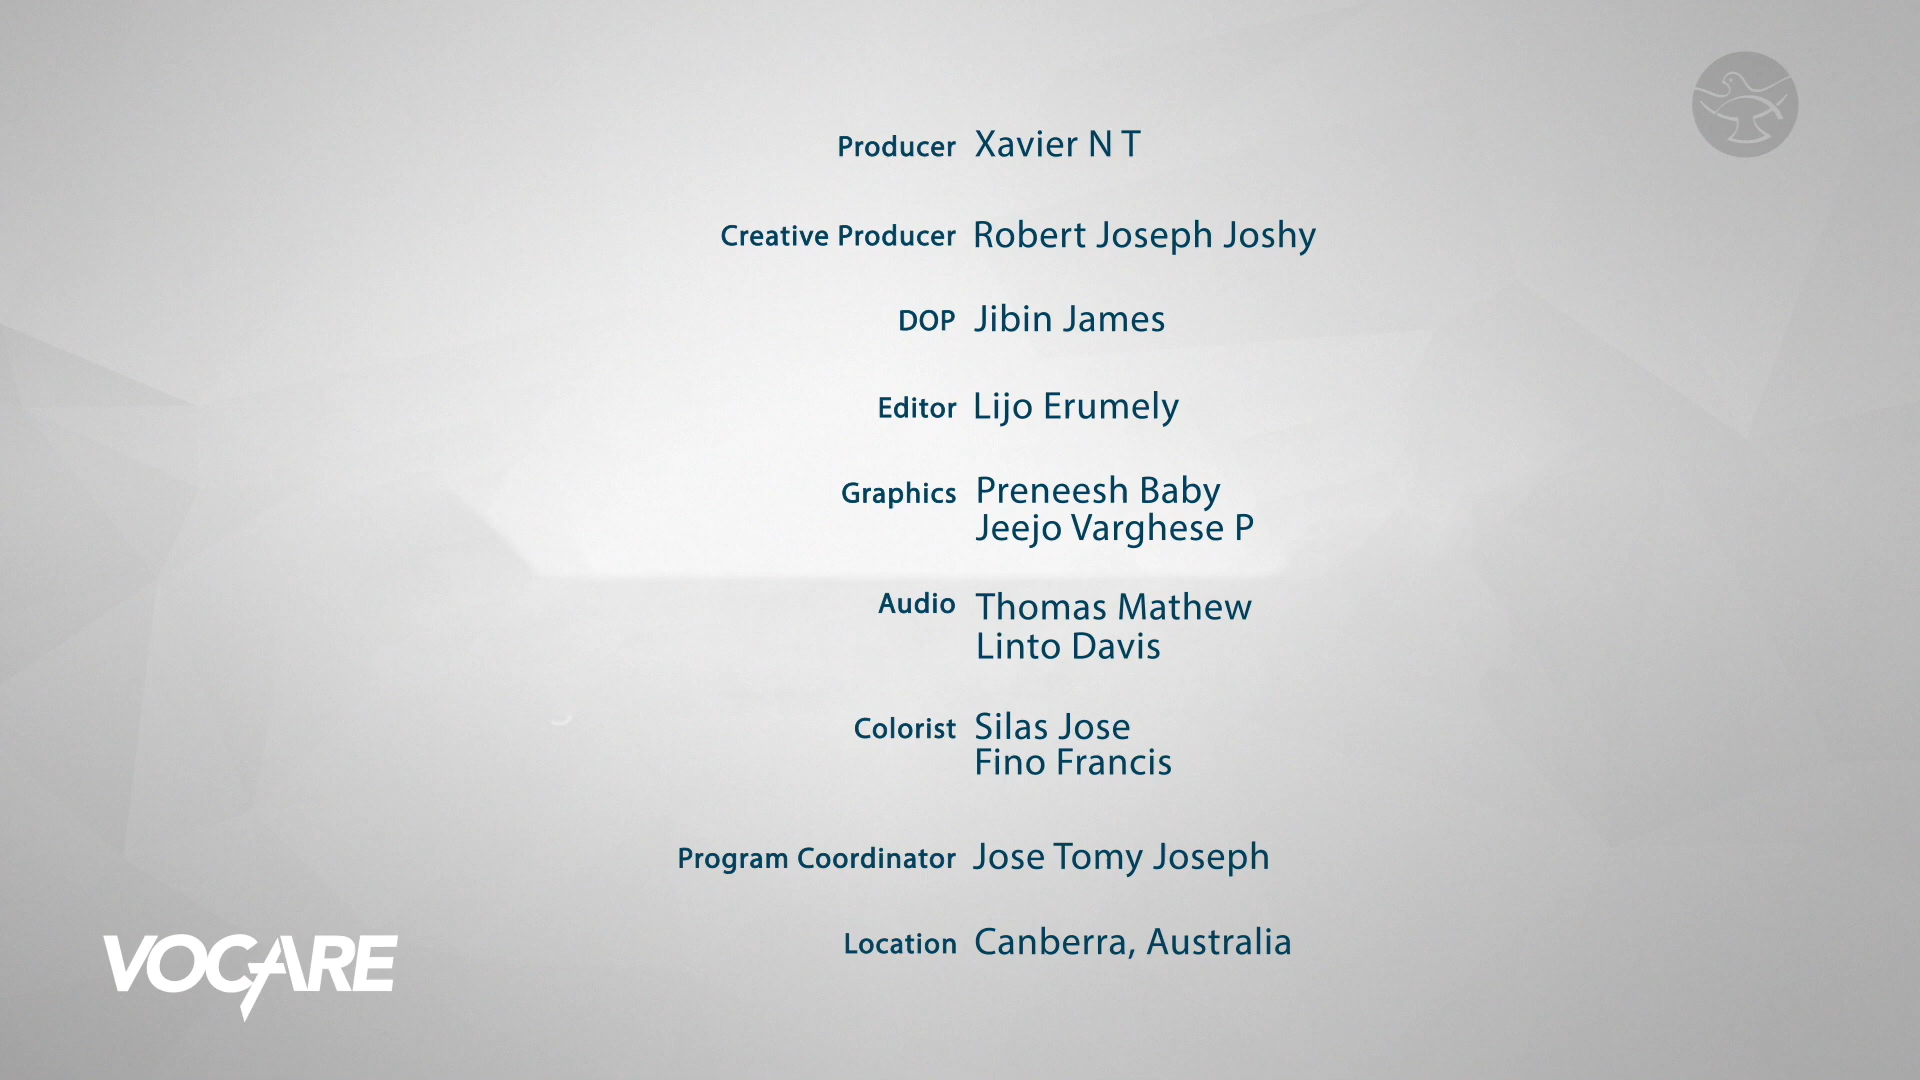 Producer Xavier N T
Creative Producer Robert Joseph Joshy
DOP Jibin James
Editor Lijo Erumely
Graphics Preneesh Baby
Jeejo Varghese P
Audio Thomas Mathew
Linto Davis
Colorist Silas Jose
Fino Francis
Program Coordinator Jose Tomy Joseph
Location Canberra, Australia
VOCARE